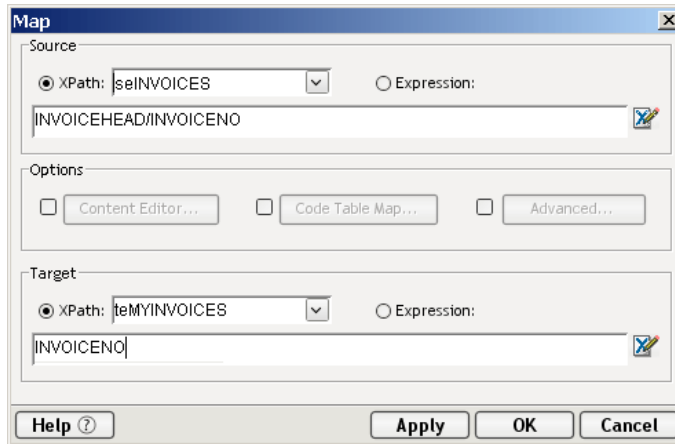 Map
Source
XPath: seINVOICES Expression:
INVOICEHEAD/INVOICENO
Options
Content Editor... Code Table Map... Advanced...
Target
XPath: teMYINVOICES Expression:
INVOICENO
Help ? Apply OK Cancel